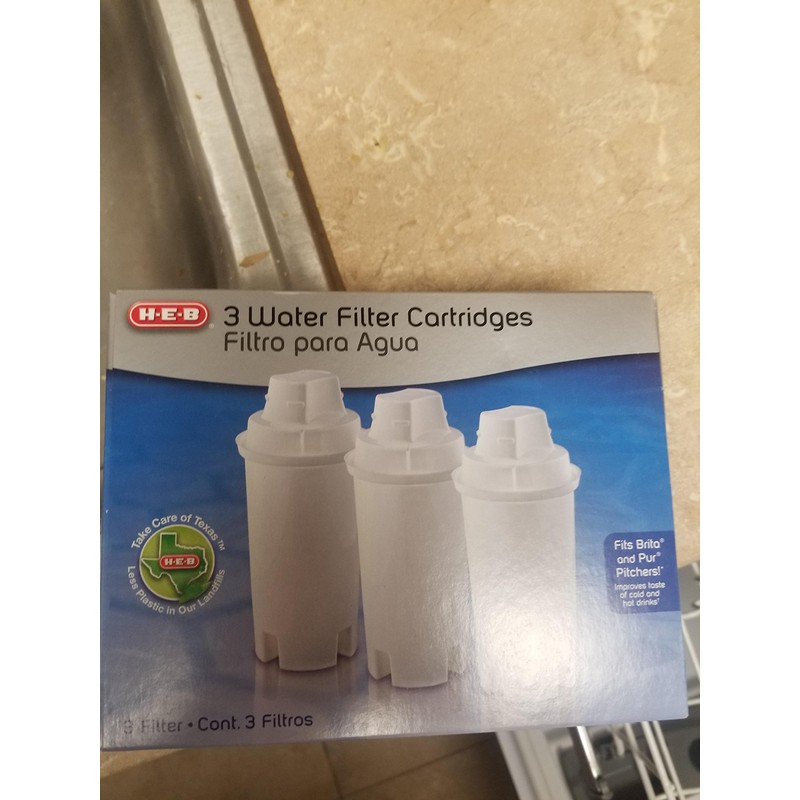 H-E-B
3 Water Filter Cartridges
Filtro para Agua
Take Care of Texas™
H-E-B
Less Plastic in Our Landfills
Fits Brita®
and Pur®
Pitchers!*
Improves taste
of cold and
hot drinks*
3 Filter • Cont. 3 Filtros